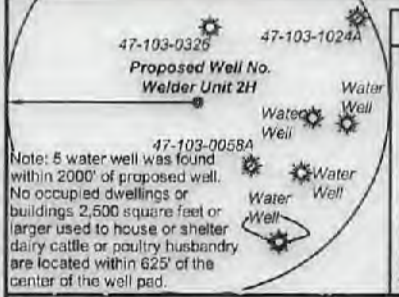 47-103-0326
47-103-1024A
Proposed Well No.
Welder Unit 2H
Water
Well
Water
Well
47-103-0058A
Note: 5 water well was found
within 2000' of proposed well.
No occupied dwellings or
buildings 2,500 square feet or
larger used to house or shelter
dairy cattle or poultry husbandry
are located within 625' of the
center of the well pad.
Water
Well
Water
Well